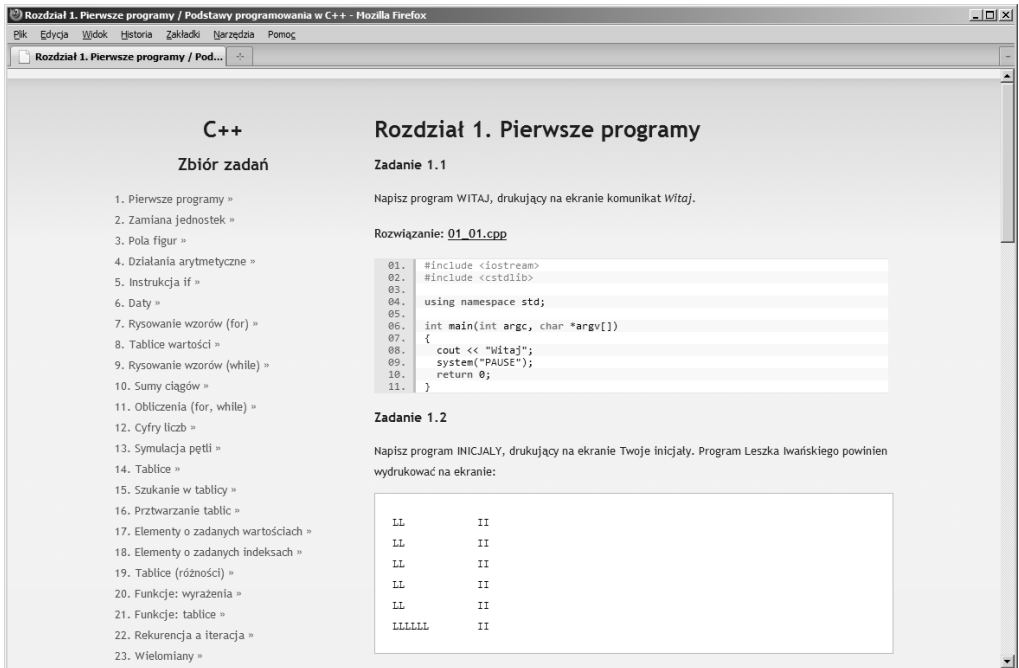 Rozdział 1. Pierwsze programy / Podstawy programowania w C++ - Mozilla Firefox
Plik Edycja Widok Historia Zakładki Narzędzia Pomoc
Rozdział 1. Pierwsze programy / Pod...
C++
Zbiór zadań
1. Pierwsze programy »
2. Zamiana jednostek »
3. Pola figur »
4. Działania arytmetyczne »
5. Instrukcja if »
6. Daty »
7. Rysowanie wzorów (for) »
8. Tablice wartości »
9. Rysowanie wzorów (while) »
10. Sumy ciągów »
11. Obliczenia (for, while) »
12. Cyfry liczb »
13. Symulacja pętli »
14. Tablice »
15. Szukanie w tablicy »
16. Prztwarzanie tablic »
17. Elementy o zadanych wartościach »
18. Elementy o zadanych indeksach »
19. Tablice (różności) »
20. Funkcje: wyrażenia »
21. Funkcje: tablice »
22. Rekurencja a iteracja »
23. Wielomiany »
Rozdział 1. Pierwsze programy
Zadanie 1.1
Napisz program WITAJ, drukujący na ekranie komunikat Witaj.
Rozwiązanie: 01_01.cpp
01. #include <iostream>
02. #include <cstdlib>
03.
04. using namespace std;
05.
06. int main(int argc, char *argv[])
07. {
08. cout << "Witaj";
09. system("PAUSE");
10. return 0;
11. }
Zadanie 1.2
Napisz program INICJALY, drukujący na ekranie Twoje inicjały. Program Leszka Iwańskiego powinien
wydrukować na ekranie:
LL II
LL II
LL II
LL II
LL II
LLLLLL II